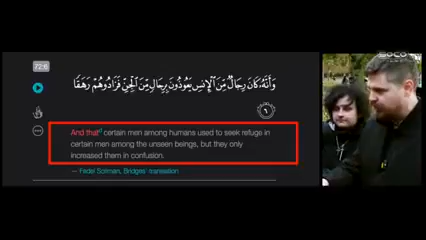 72:6
SOCO
وَأَنَّهُۥ كَانَ رِجَالٌ مِّنَ ٱلْإِنسِ يَعُوذُونَ بِرِجَالٍ مِّنَ ٱلْجِنِّ فَزَادُوهُمْ رَهَقًا
٦
And that certain men among humans used to seek refuge in
certain men among the unseen beings, but they only
increased them in confusion.
— Fadel Soliman, Bridges’ translation